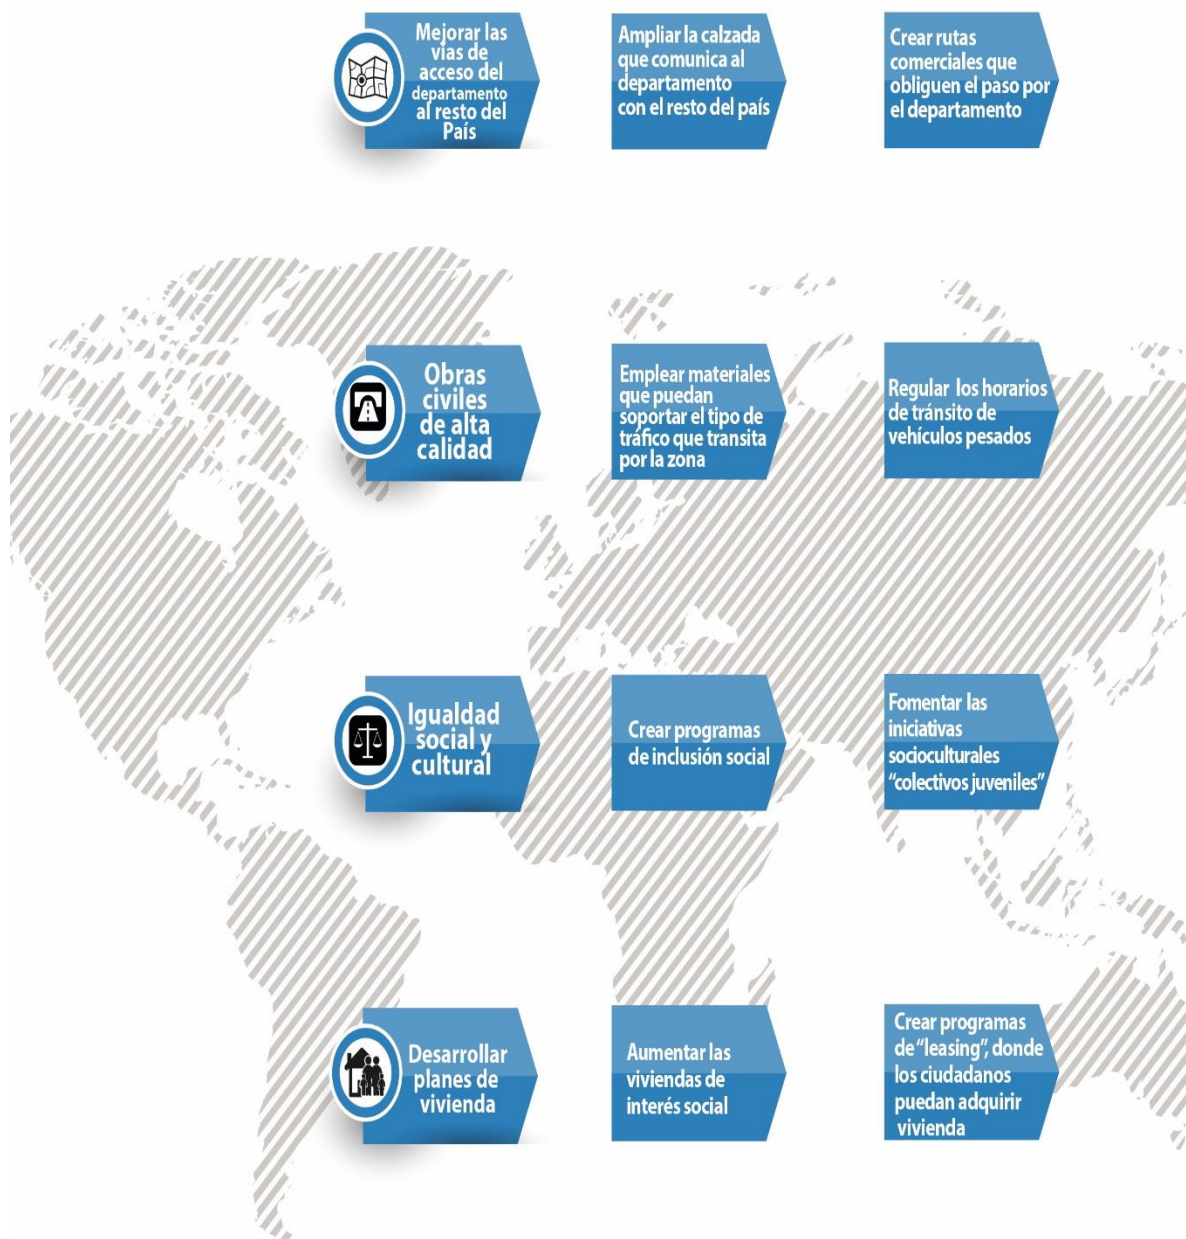 Mejorar las
vías de
acceso del
departamento
al resto del
País
Ampliar la calzada
que comunica al
departamento
con el resto del país
Crear rutas
comerciales que
obliguen el paso por
el departamento
Obras
civiles
de alta
calidad
Emplear materiales
que puedan
soportar el tipo de
tráfico que transita
por la zona
Regular los horarios
de tránsito de
vehículos pesados
Igualdad
social y
cultural
Crear programas
de inclusión social
Fomentar las
iniciativas
socioculturales
“colectivos juveniles”
Desarrollar
planes de
vivienda
Aumentar las
viviendas de
interés social
Crear programas
de “leasing”, donde
los ciudadanos
puedan adquirir
vivienda